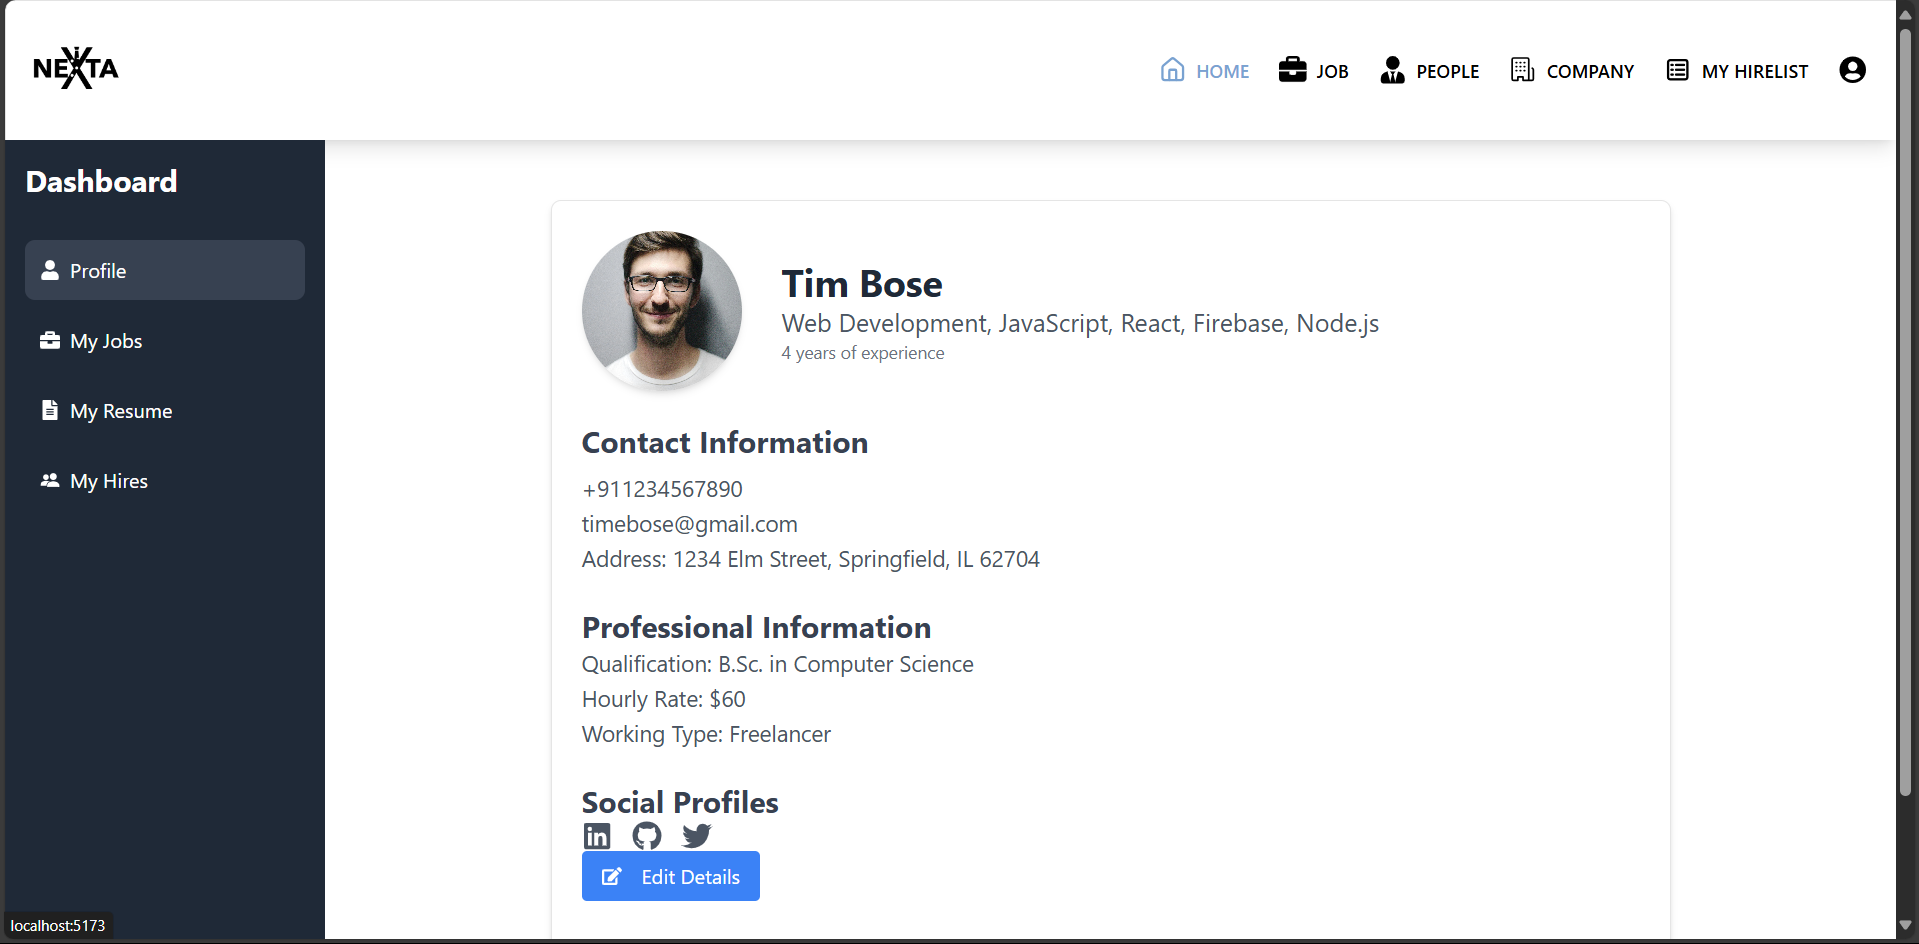 NEXTA
HOME
JOB
PEOPLE
COMPANY
MY HIRELIST
Dashboard
Profile
My Jobs
My Resume
My Hires
Tim Bose
Web Development, JavaScript, React, Firebase, Node.js
4 years of experience
Contact Information
+911234567890
timebose@gmail.com
Address: 1234 Elm Street, Springfield, IL 62704
Professional Information
Qualification: B.Sc. in Computer Science
Hourly Rate: $60
Working Type: Freelancer
Social Profiles
in
Edit Details
localhost:5173